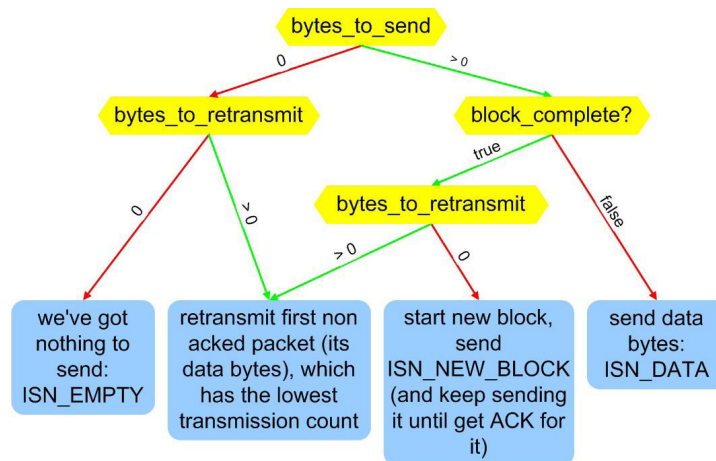 bytes_to_send
0
> 0
bytes_to_retransmit
block_complete?
true
bytes_to_retransmit
0
> 0
> 0
0
false
we've got
nothing to
send:
ISN_EMPTY
retransmit first non
acked packet (its
data bytes), which
has the lowest
transmission count
start new block,
send
ISN_NEW_BLOCK
(and keep sending
it until get ACK for
it)
send data
bytes:
ISN_DATA